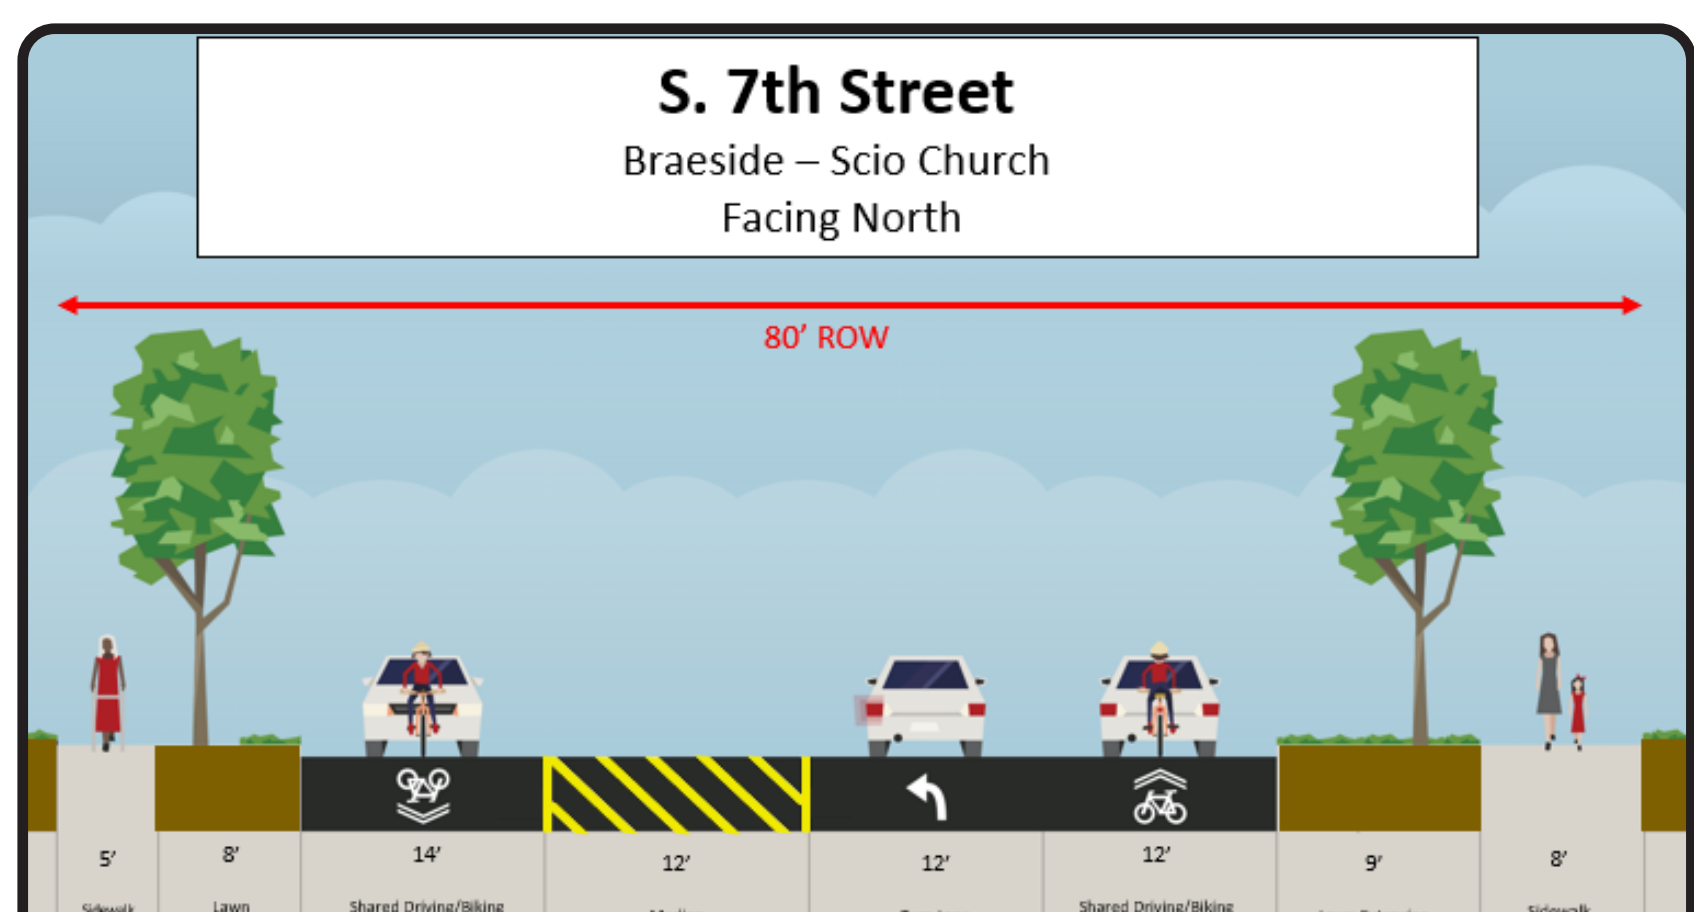 S. 7th Street
Braeside – Scio Church
Facing North
80’ ROW
5’ 8’ 14’ 12’ 12’ 12’ 9’ 8’
Sidewalk Lawn Shared Driving/Biking Shared Driving/Biking Sidewalk